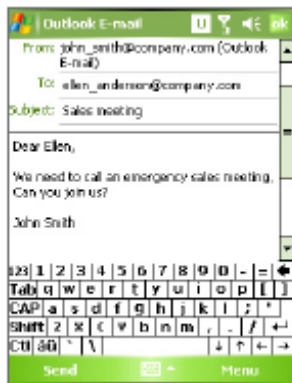 Outlook E-mail U ok
From: john_smith@company.com (Outlook
E-mail)
To: ellen_anderson@company.com
Subject: Sales meeting
Dear Ellen,
We need to call an emergency sales meeting,
Can you join us?
John Smith
123 1 2 3 4 5 6 7 8 9 0 - =
Tab q w e r t y u i o p [ ]
CAP a s d f g h j k l ; '
Shift z x c v b n m , . /
Ctl áü ` \
Send Menu